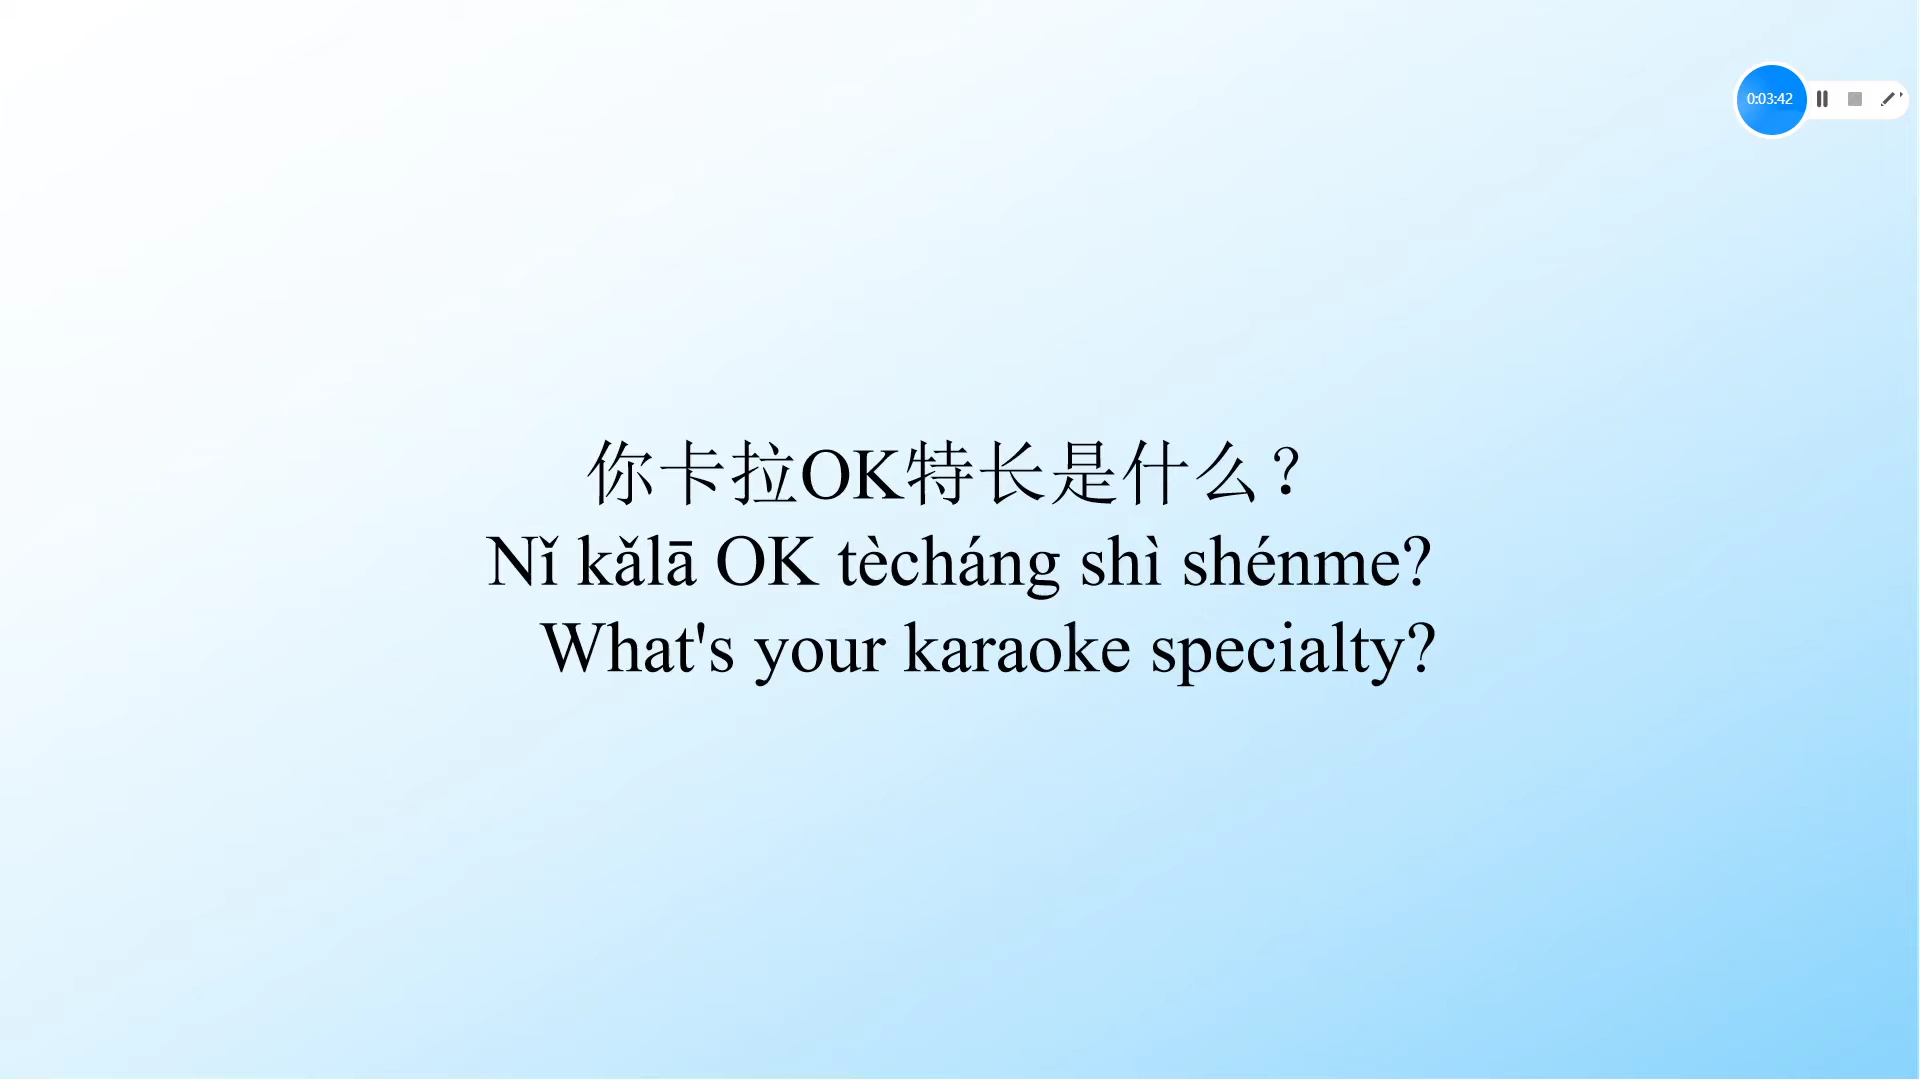 0:03:42
你卡拉OK特长是什么？
Nǐ kǎlā OK tècháng shì shénme?
What's your karaoke specialty?